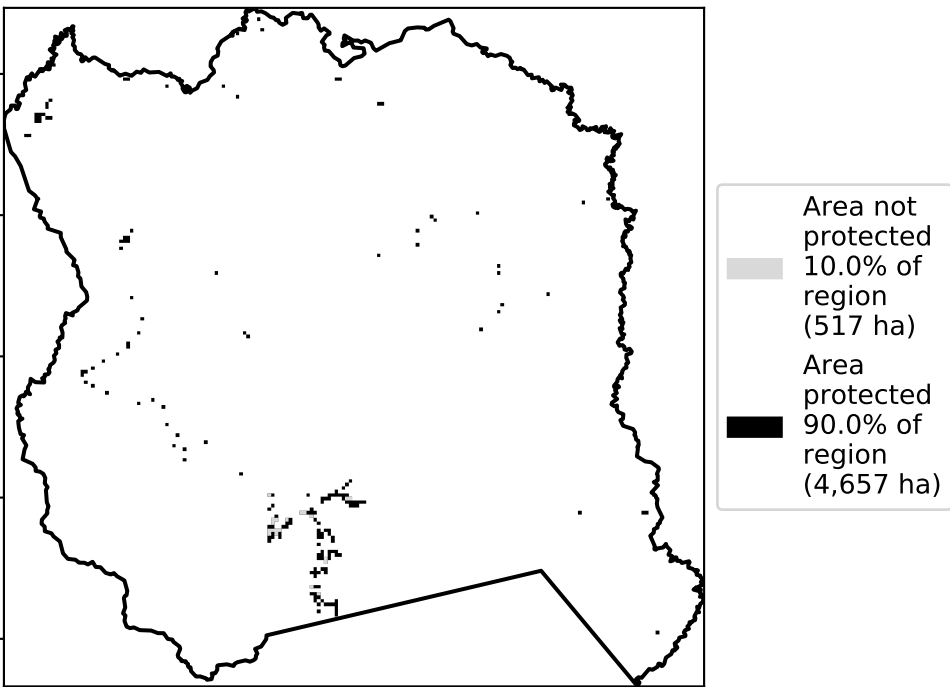 Area not
protected
10.0% of
region
(517 ha)
Area
protected
90.0% of
region
(4,657 ha)